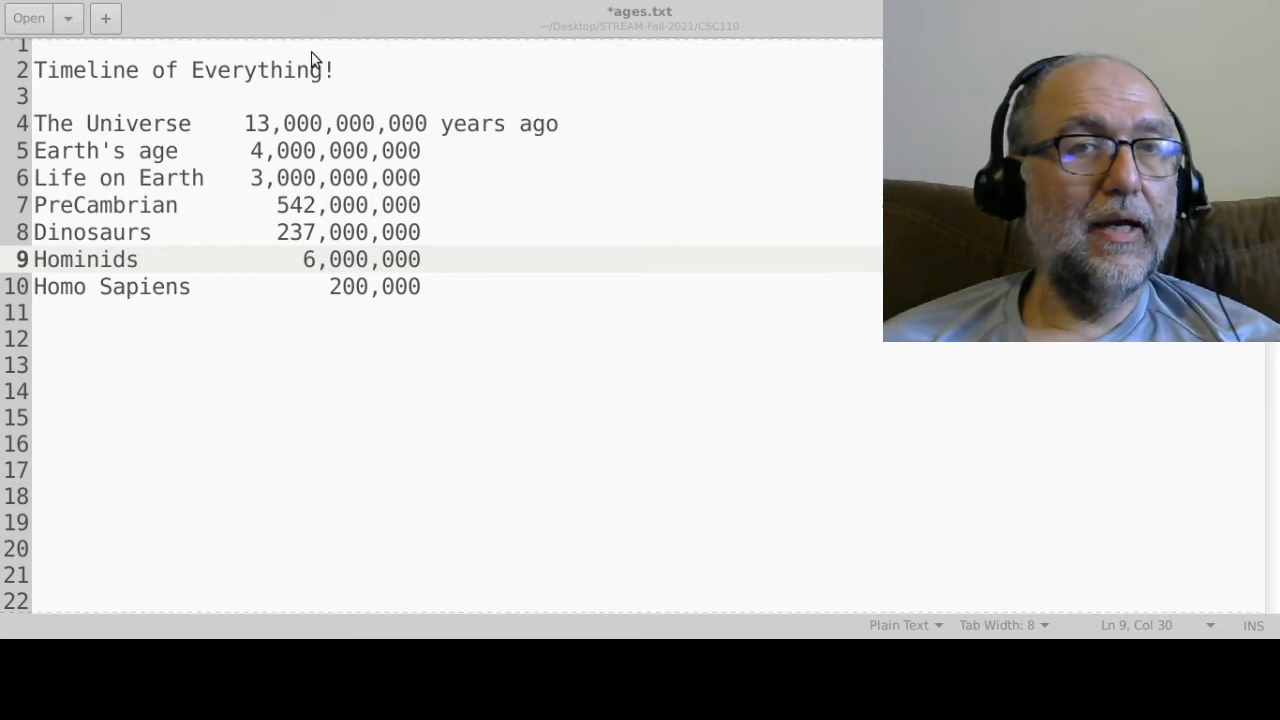 Open
*ages.txt
~/Desktop/STREAM-Fall-2021/CSC110
1
2 Timeline of Everything!
3
4 The Universe 13,000,000,000 years ago
5 Earth's age 4,000,000,000
6 Life on Earth 3,000,000,000
7 PreCambrian 542,000,000
8 Dinosaurs 237,000,000
9 Hominids 6,000,000
10 Homo Sapiens 200,000
11
12
13
14
15
16
17
18
19
20
21
22
Plain Text Tab Width: 8 Ln 9, Col 30 INS